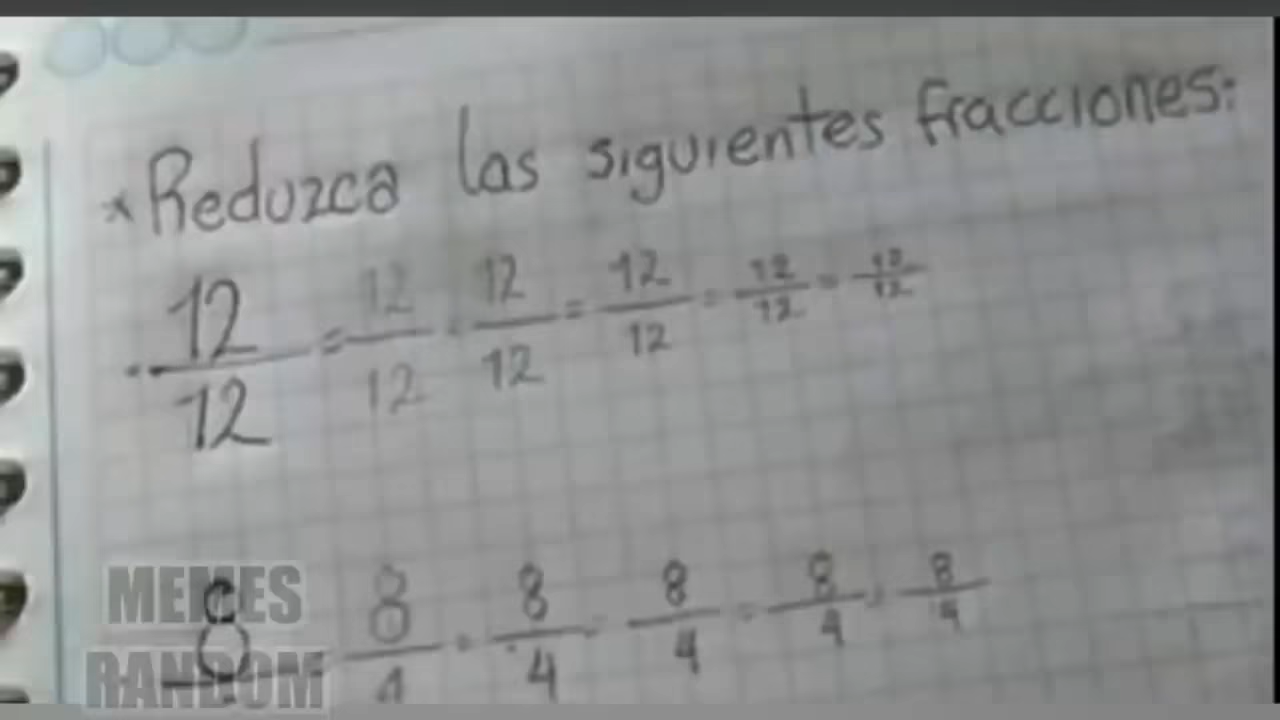 * Reduzca las siguientes fracciones:
12/12 = 12/12 = 12/12 = 12/12 = 12/12 = 12/12
8 8/4 = 8/4 = 8/4 = 8/4 = 8/4
MEMES
RANDOM